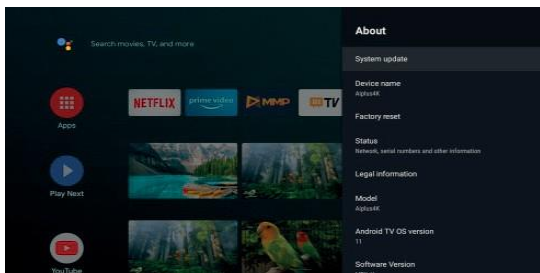 Search movies, TV, and more
Apps
NETFLIX
prime video
MMP
TV
Play Next
YouTube
About
System update
Device name
Aiplus4K
Factory reset
Status
Network, serial numbers and other information
Legal information
Model
Aiplus4K
Android TV OS version
11
Software Version